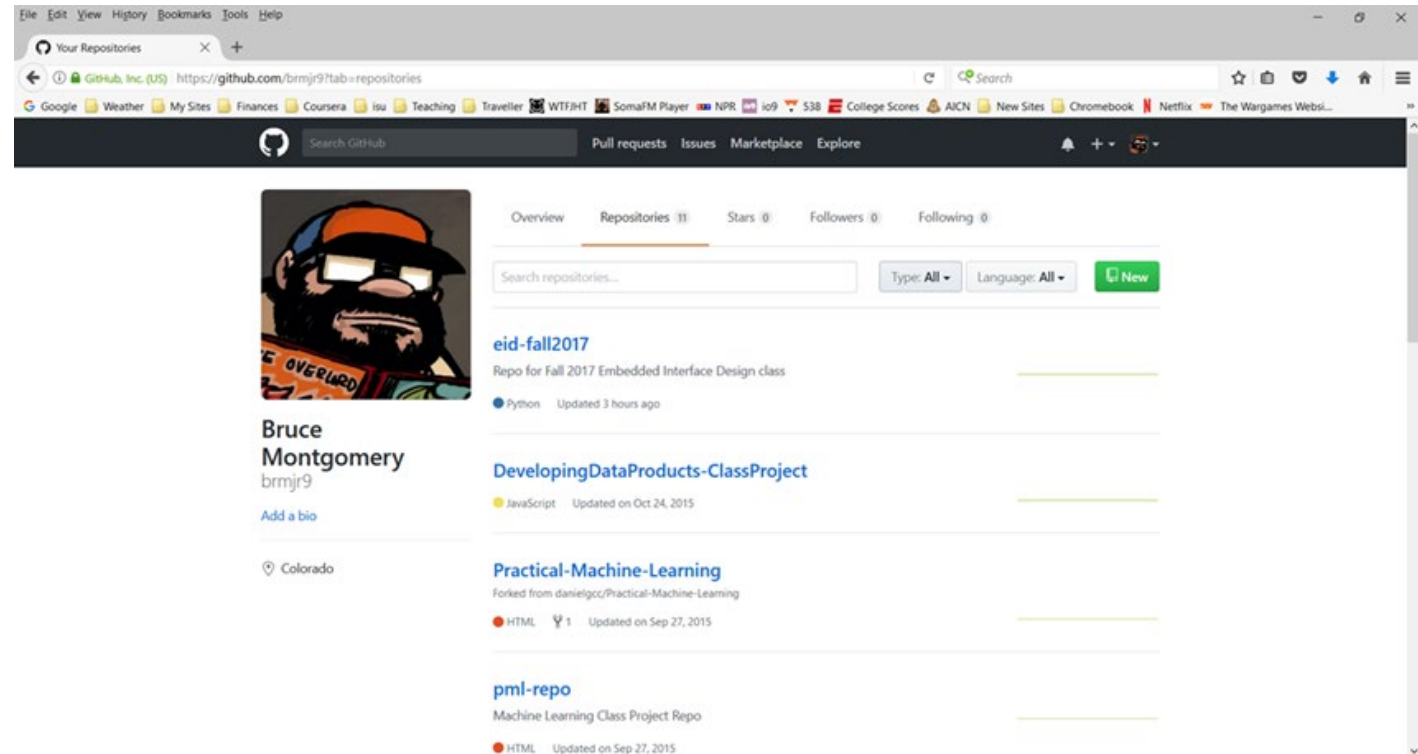 File Edit View History Bookmarks Tools Help
Your Repositories
GitHub, Inc. (US) https://github.com/brmjr9?tab=repositories Search
Google Weather My Sites Finances Coursera isu Teaching Traveller WTFJHT SomaFM Player NPR io9 538 College Scores AICN New Sites Chromebook Netflix The Wargames Websi...
Search GitHub Pull requests Issues Marketplace Explore
Overview Repositories 11 Stars 0 Followers 0 Following 0
Search repositories... Type: All Language: All New
eid-fall2017
Repo for Fall 2017 Embedded Interface Design class
Python Updated 3 hours ago
OVERLORD
Bruce
Montgomery
brmjr9
Add a bio
Colorado
DevelopingDataProducts-ClassProject
JavaScript Updated on Oct 24, 2015
Practical-Machine-Learning
Forked from danielgcc/Practical-Machine-Learning
HTML 1 Updated on Sep 27, 2015
pml-repo
Machine Learning Class Project Repo
HTML Updated on Sep 27, 2015